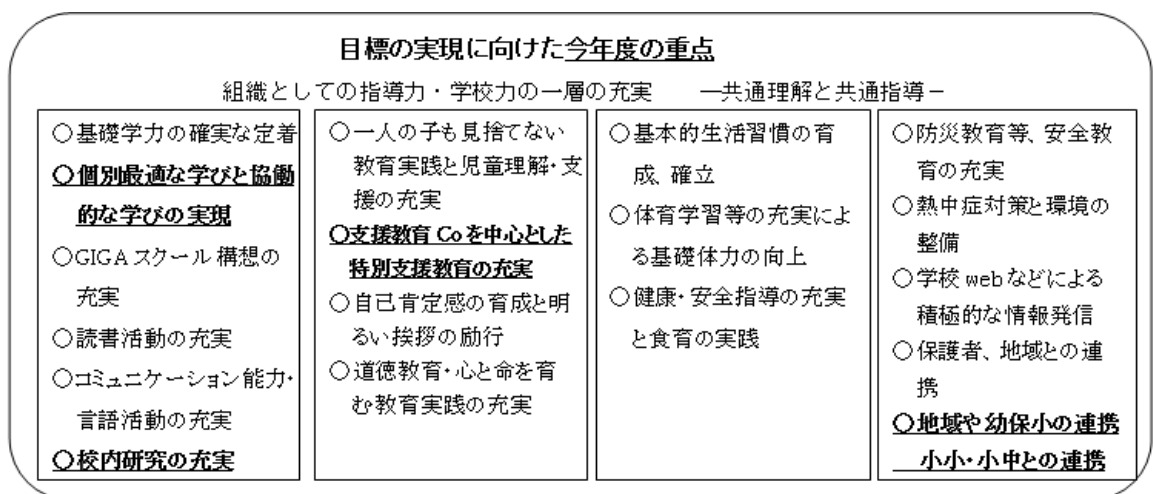 目標の実現に向けた今年度の重点
組織としての指導力・学校力の一層の充実　　―共通理解と共通指導－
○基礎学力の確実な定着
○個別最適な学びと協働
的な学びの実現
○GIGAスクール構想の
充実
○読書活動の充実
○コミュニケーション能力・
言語活動の充実
○校内研究の充実
○一人の子も見捨てない
教育実践と児童理解・支
援の充実
○支援教育Coを中心とした
特別支援教育の充実
○自己肯定感の育成と明
るい挨拶の励行
○道徳教育・心と命を育
む教育実践の充実
○基本的生活習慣の育
成、確立
○体育学習等の充実によ
る基礎体力の向上
○健康・安全指導の充実
と食育の実践
○防災教育等、安全教
育の充実
○熱中症対策と環境の
整備
○学校webなどによる
積極的な情報発信
○保護者、地域との連
携
○地域や幼保小の連携
小小・小中との連携